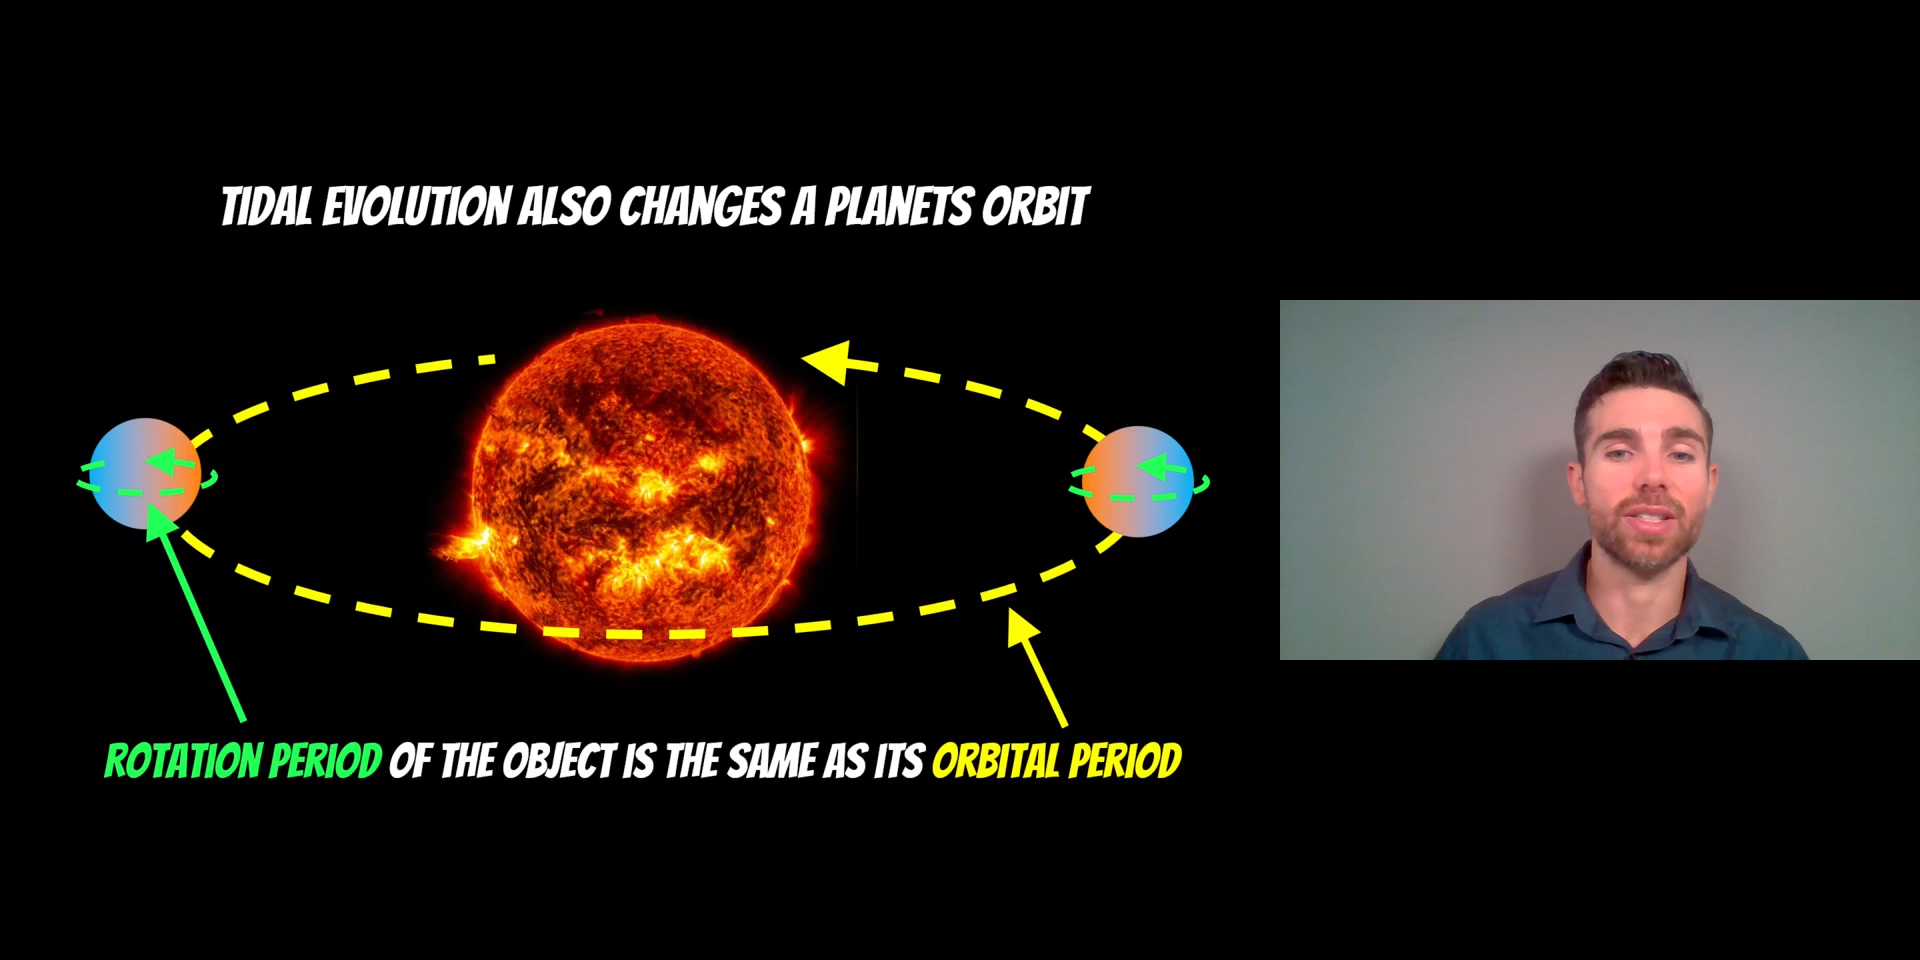 TIDAL EVOLUTION ALSO CHANGES A PLANETS ORBIT
ROTATION PERIOD OF THE OBJECT IS THE SAME AS ITS ORBITAL PERIOD